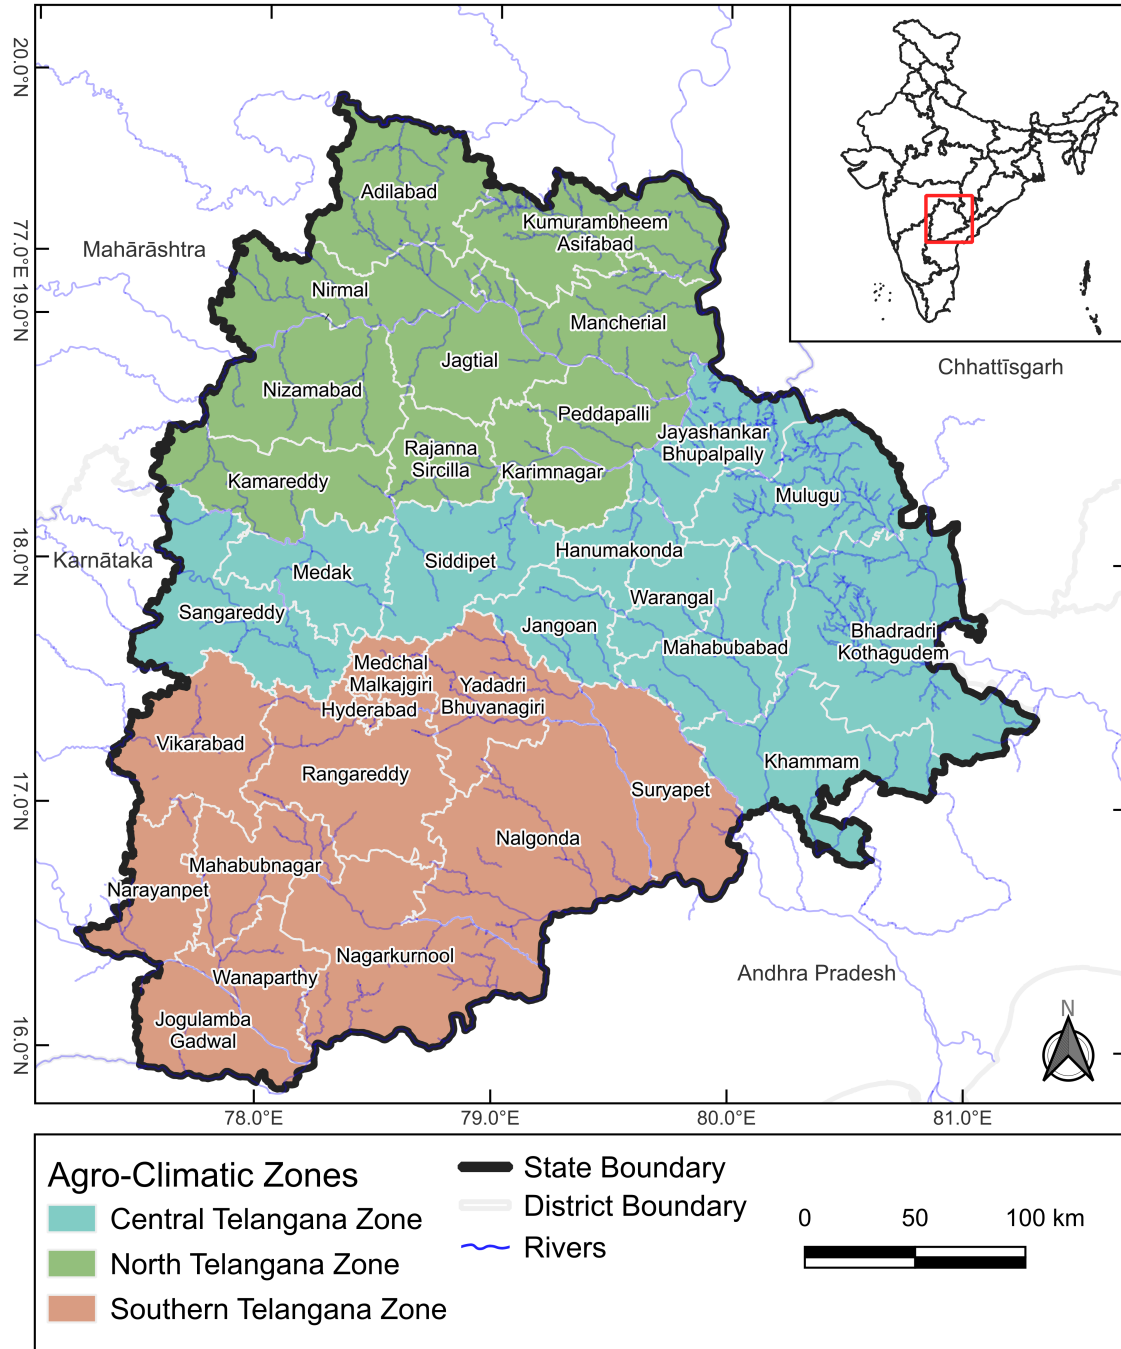 20.0°N
77.0°E
19.0°N
18.0°N
17.0°N
16.0°N
Mahārāshtra
Karnātaka
Chhattīsgarh
Andhra Pradesh
Adilabad
Kumurambheem
Asifabad
Nirmal
Mancherial
Jagtial
Nizamabad
Peddapalli
Jayashankar
Bhupalpally
Rajanna
Sircilla
Karimnagar
Kamareddy
Mulugu
Hanumakonda
Siddipet
Medak
Warangal
Sangareddy
Jangoan
Bhadradri
Kothagudem
Mahabubabad
Medchal
Malkajgiri
Yadadri
Bhuvanagiri
Hyderabad
Vikarabad
Khammam
Rangareddy
Suryapet
Nalgonda
Mahabubnagar
Narayanpet
Nagarkurnool
Wanaparthy
Jogulamba
Gadwal
N
78.0°E
79.0°E
80.0°E
81.0°E
Agro-Climatic Zones
Central Telangana Zone
North Telangana Zone
Southern Telangana Zone
State Boundary
District Boundary
Rivers
0 50 100 km